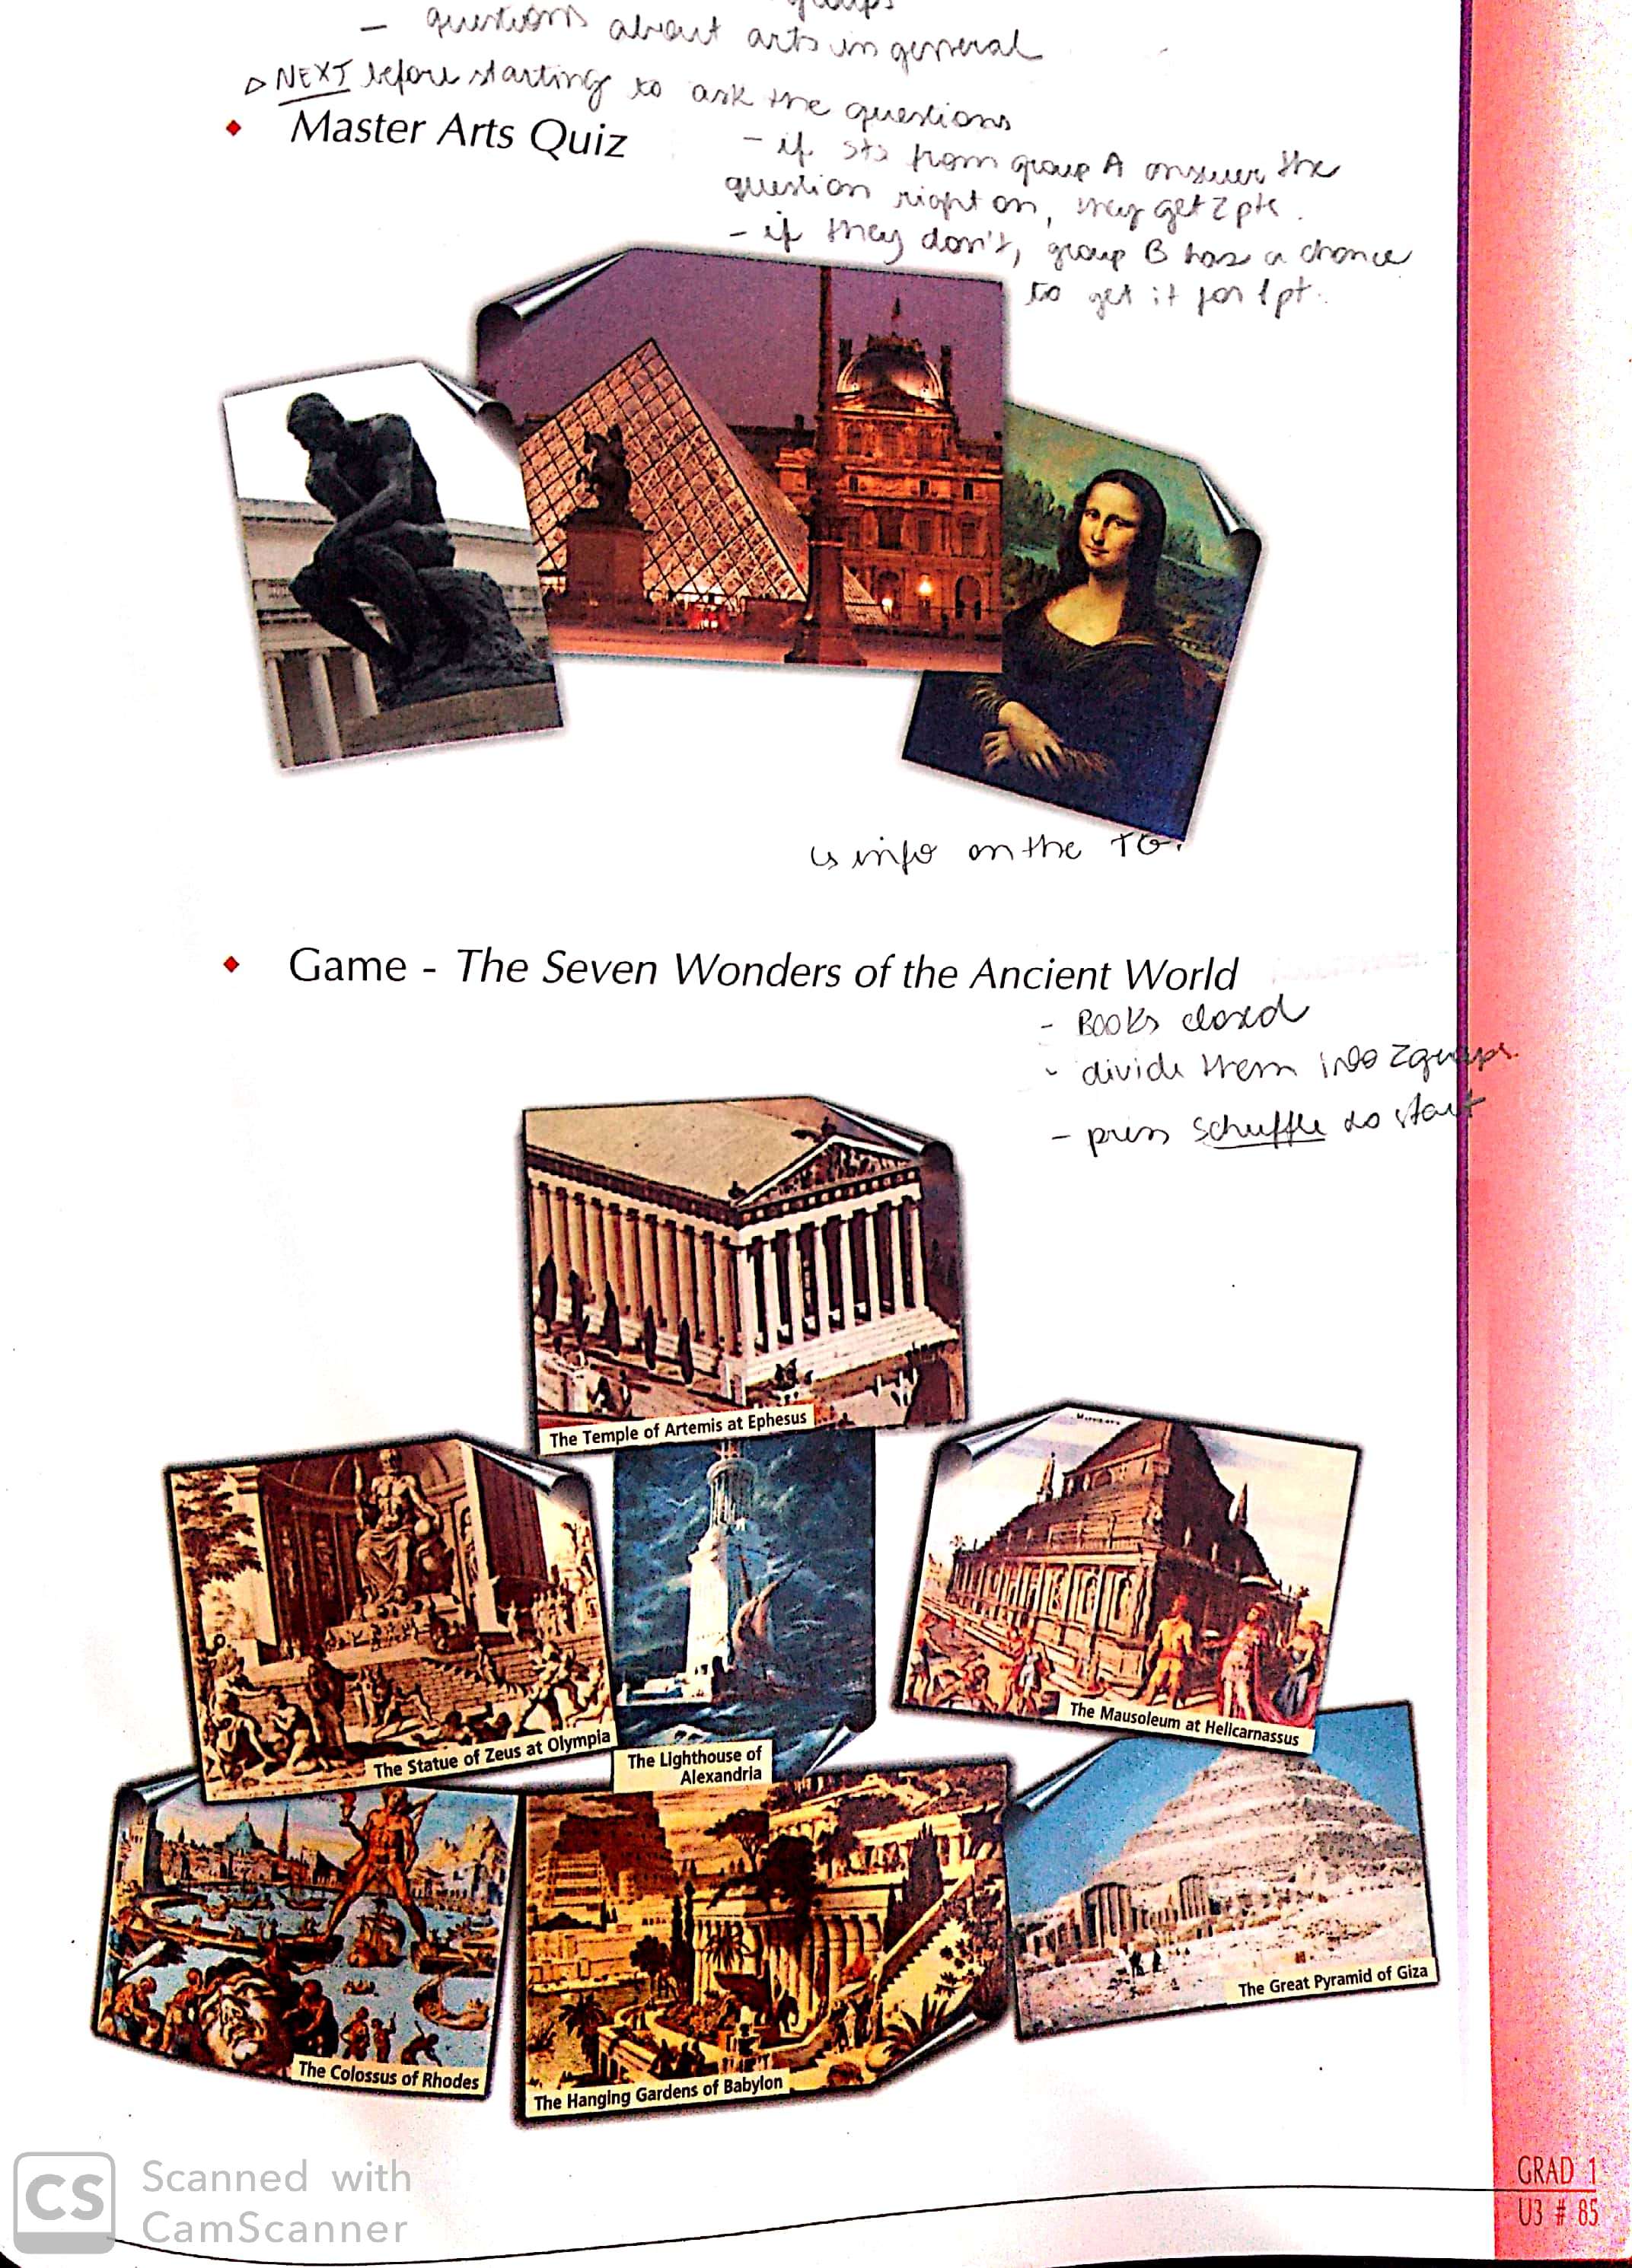 groups
- questions about arts in general
▷ NEXT before starting to ask the questions
♦ Master Arts Quiz
- if sts from group A answer the
question right on, they get 2 pts.
- if they don't, group B has a chance
to get it for 1 pt.
↳ info on the TG.
♦ Game - The Seven Wonders of the Ancient World
- Books closed
- divide them into 2 groups.
- press Schuffle to start
The Temple of Artemis at Ephesus
The Statue of Zeus at Olympia
The Lighthouse of
Alexandria
The Mausoleum at Helicarnassus
The Colossus of Rhodes
The Hanging Gardens of Babylon
The Great Pyramid of Giza
CS Scanned with
CamScanner
GRAD 1
U3 # 85